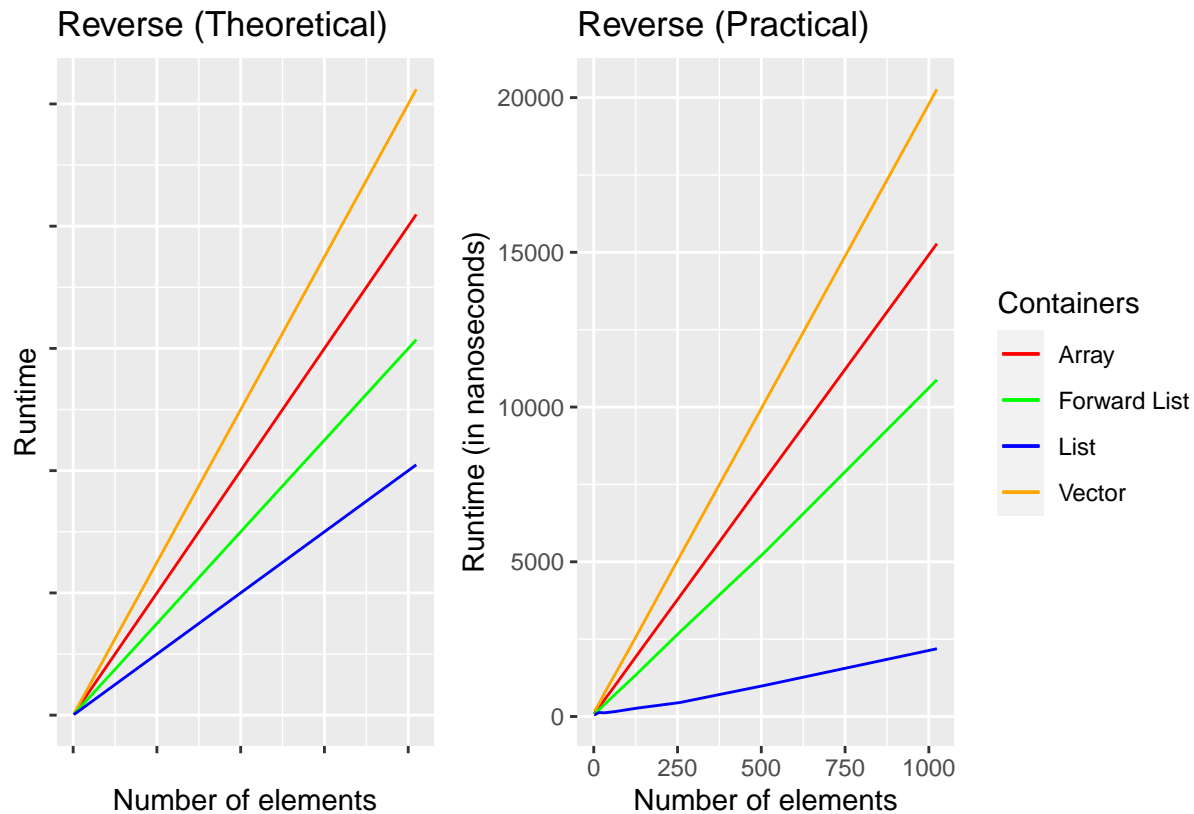 Reverse (Theoretical)
Runtime
Number of elements
Reverse (Practical)
Runtime (in nanoseconds)
20000
15000
10000
5000
0
0 250 500 750 1000
Number of elements
Containers
Array
Forward List
List
Vector